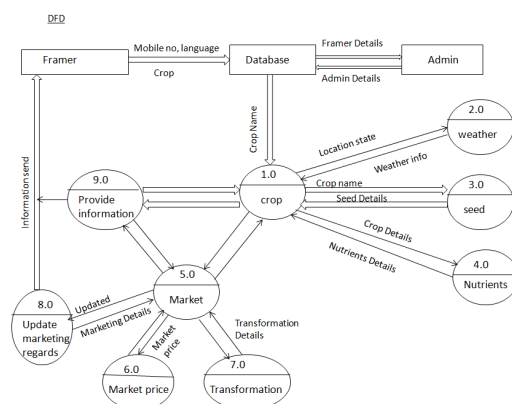 DFD
Framer
Mobile no, language
Crop
Database
Framer Details
Admin Details
Admin
Crop Name
Information send
Location state
Weather info
2.0
weather
9.0
Provide
information
1.0
crop
Crop name
Seed Details
3.0
seed
Crop Details
Nutrients Details
4.0
Nutrients
5.0
Market
8.0
Update
marketing
regards
Updated
Marketing Details
Market
price
Transformation
Details
6.0
Market price
7.0
Transformation